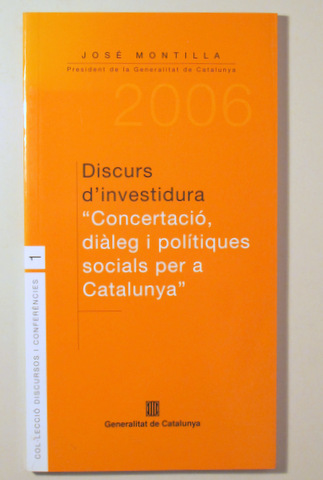 JOSÉ MONTILLA
President de la Generalitat de Catalunya
2006
Discurs
d'investidura
"Concertació,
diàleg i polítiques
socials per a
Catalunya"
1
COL·LECCIÓ DISCURSOS I CONFERÈNCIES
Generalitat de Catalunya